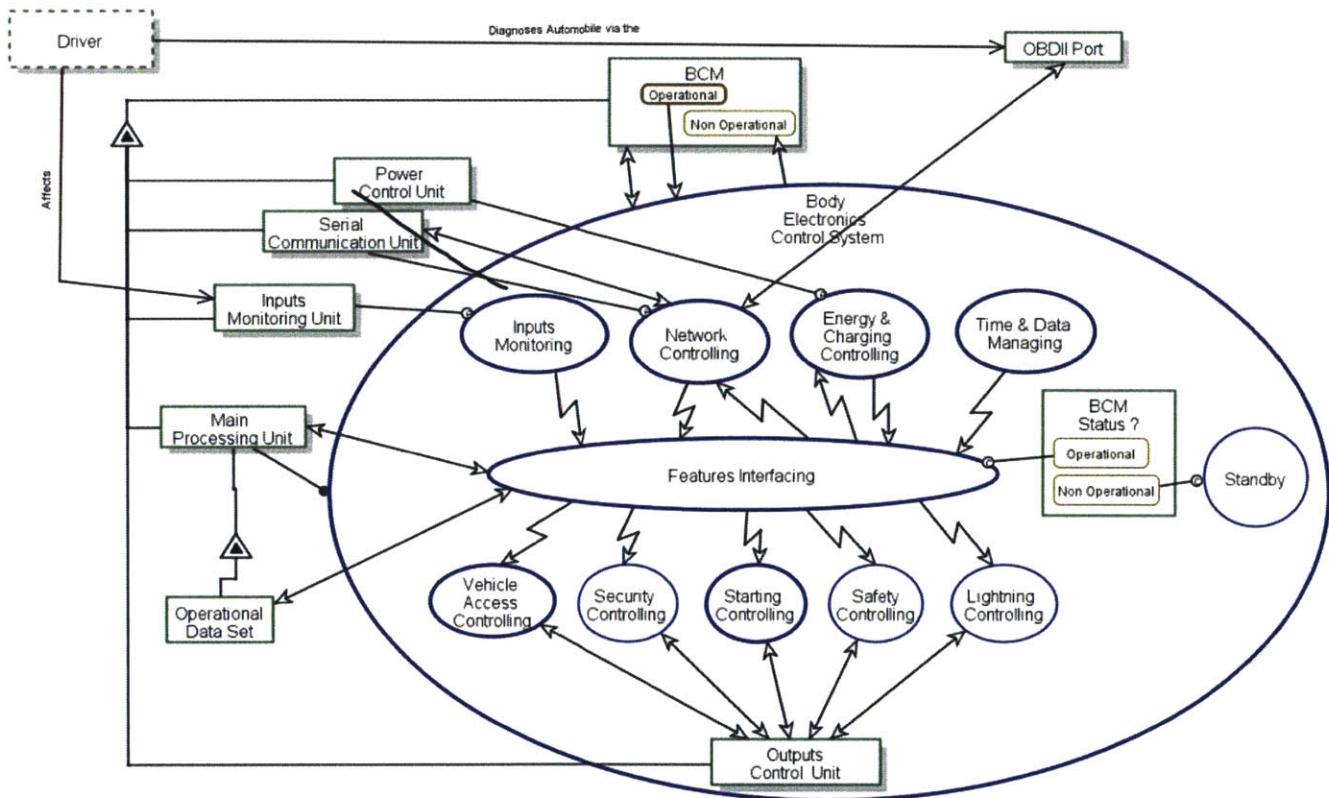 Driver
Diagnoses Automobile via the
OBDII Port
BCM
Operational
Non Operational
Affects
Power
Control Unit
Serial
Communication Unit
Body
Electronics
Control System
Inputs
Monitoring Unit
Inputs
Monitoring
Network
Controlling
Energy &
Charging
Controlling
Time & Data
Managing
Main
Processing Unit
Features Interfacing
BCM
Status ?
Operational
Non Operational
Standby
Operational
Data Set
Vehicle
Access
Controlling
Security
Controlling
Starting
Controlling
Safety
Controlling
Lightning
Controlling
Outputs
Control Unit